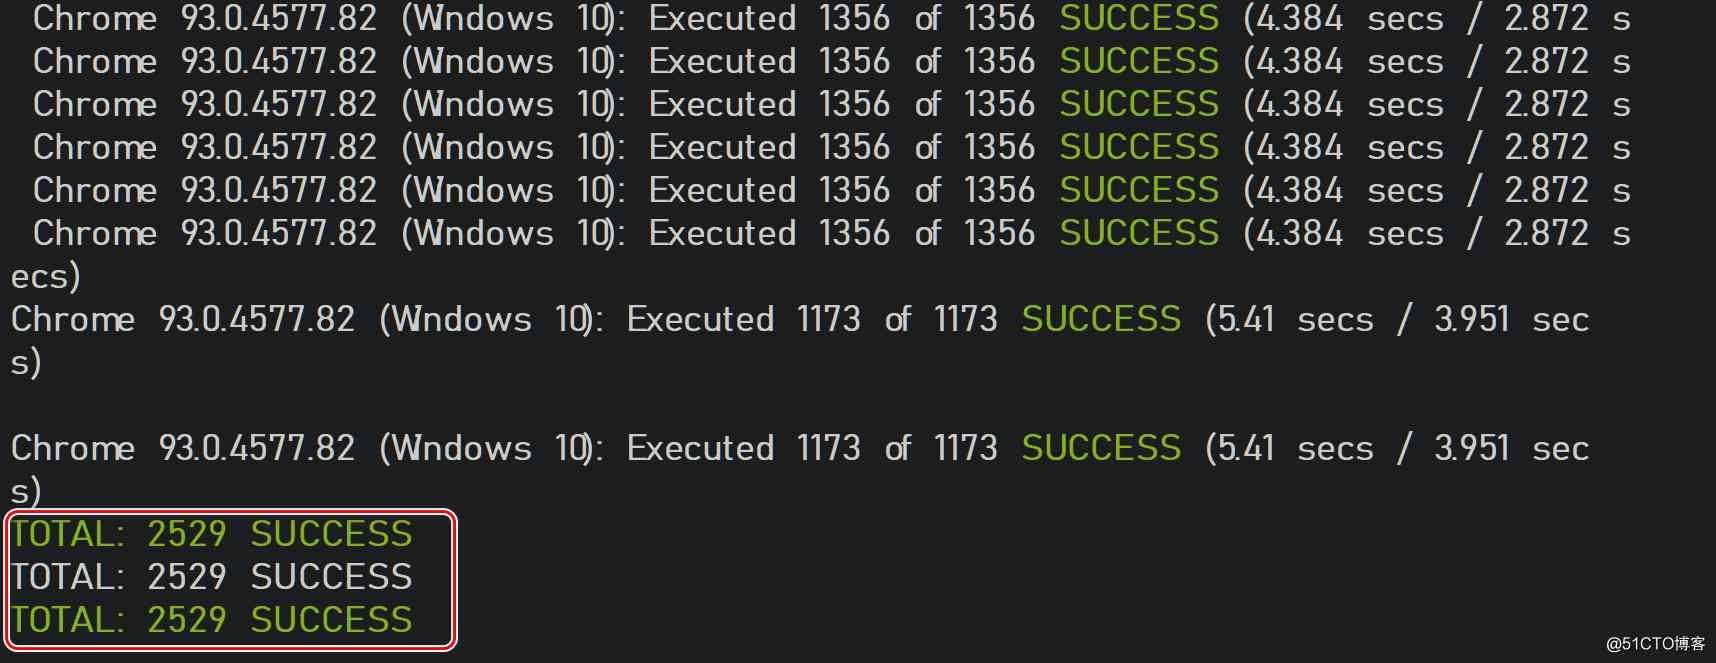 Chrome 93.0.4577.82 (Windows 10): Executed 1356 of 1356 SUCCESS (4.384 secs / 2.872 s
Chrome 93.0.4577.82 (Windows 10): Executed 1356 of 1356 SUCCESS (4.384 secs / 2.872 s
Chrome 93.0.4577.82 (Windows 10): Executed 1356 of 1356 SUCCESS (4.384 secs / 2.872 s
Chrome 93.0.4577.82 (Windows 10): Executed 1356 of 1356 SUCCESS (4.384 secs / 2.872 s
Chrome 93.0.4577.82 (Windows 10): Executed 1356 of 1356 SUCCESS (4.384 secs / 2.872 s
Chrome 93.0.4577.82 (Windows 10): Executed 1356 of 1356 SUCCESS (4.384 secs / 2.872 s
ecs)
Chrome 93.0.4577.82 (Windows 10): Executed 1173 of 1173 SUCCESS (5.41 secs / 3.951 sec
s)
Chrome 93.0.4577.82 (Windows 10): Executed 1173 of 1173 SUCCESS (5.41 secs / 3.951 sec
s)
TOTAL: 2529 SUCCESS
TOTAL: 2529 SUCCESS
TOTAL: 2529 SUCCESS
@51CTO博客